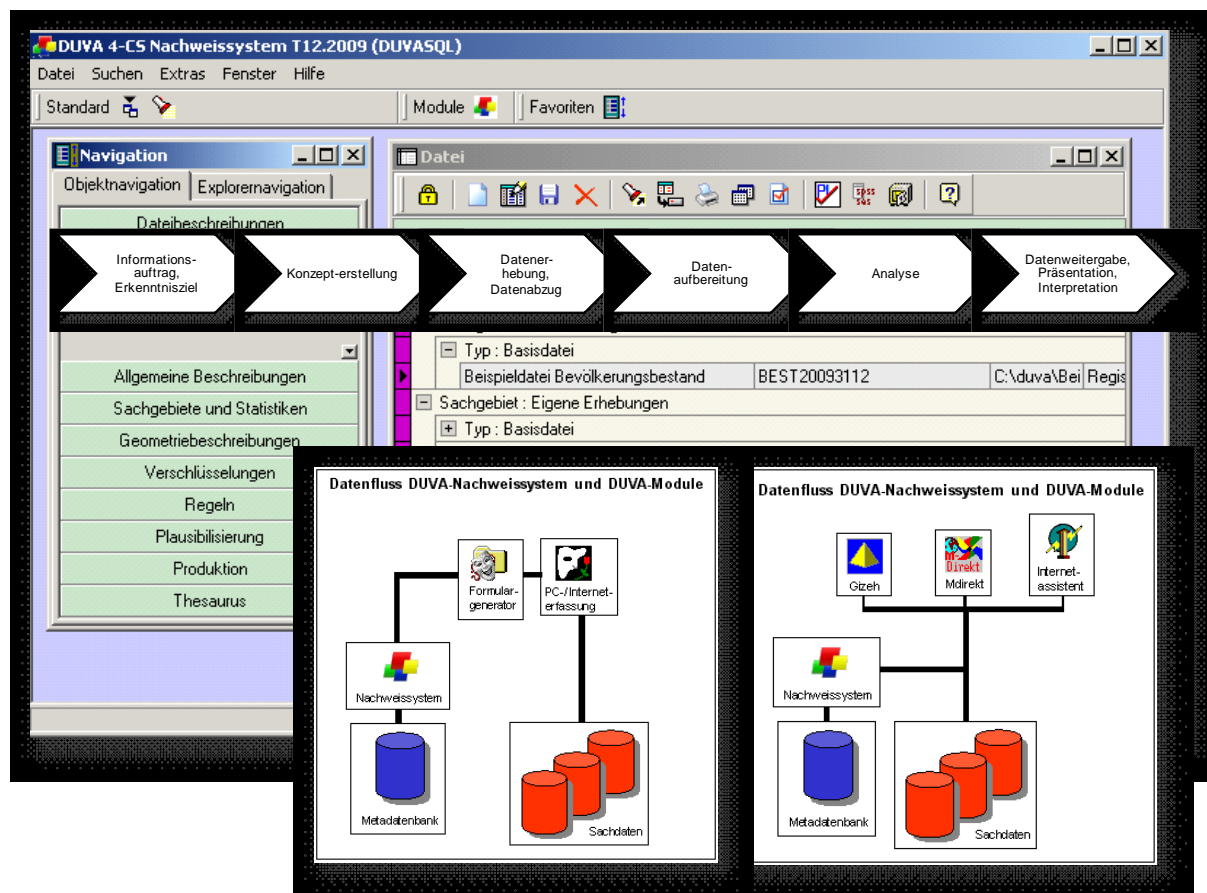 DUVA 4-CS Nachweissystem T12.2009 (DUVASQL)
Datei Suchen Extras Fenster Hilfe
Standard Module Favoriten
Navigation
Objektnavigation Explorernavigation
Dateibeschreibungen
Datei
Informations-
auftrag,
Erkenntnisziel
Konzept-erstellung
Datener-
hebung,
Datenabzug
Daten-
aufbereitung
Analyse
Datenweitergabe,
Präsentation,
Interpretation
Allgemeine Beschreibungen
Sachgebiete und Statistiken
Geometriebeschreibungen
Verschlüsselungen
Regeln
Plausibilisierung
Produktion
Thesaurus
Typ : Basisdatei
Beispieldatei Bevölkerungsbestand BEST20093112 C:\duva\Bei Regis
Sachgebiet : Eigene Erhebungen
Typ : Basisdatei
Datenfluss DUVA-Nachweissystem und DUVA-Module
Formular-
generator
PC-/Internet-
erfassung
Nachweissystem
Metadatenbank
Sachdaten
Datenfluss DUVA-Nachweissystem und DUVA-Module
Gizeh
M-
Direkt
Mdirekt
Internet-
assistent
Nachweissystem
Metadatenbank
Sachdaten